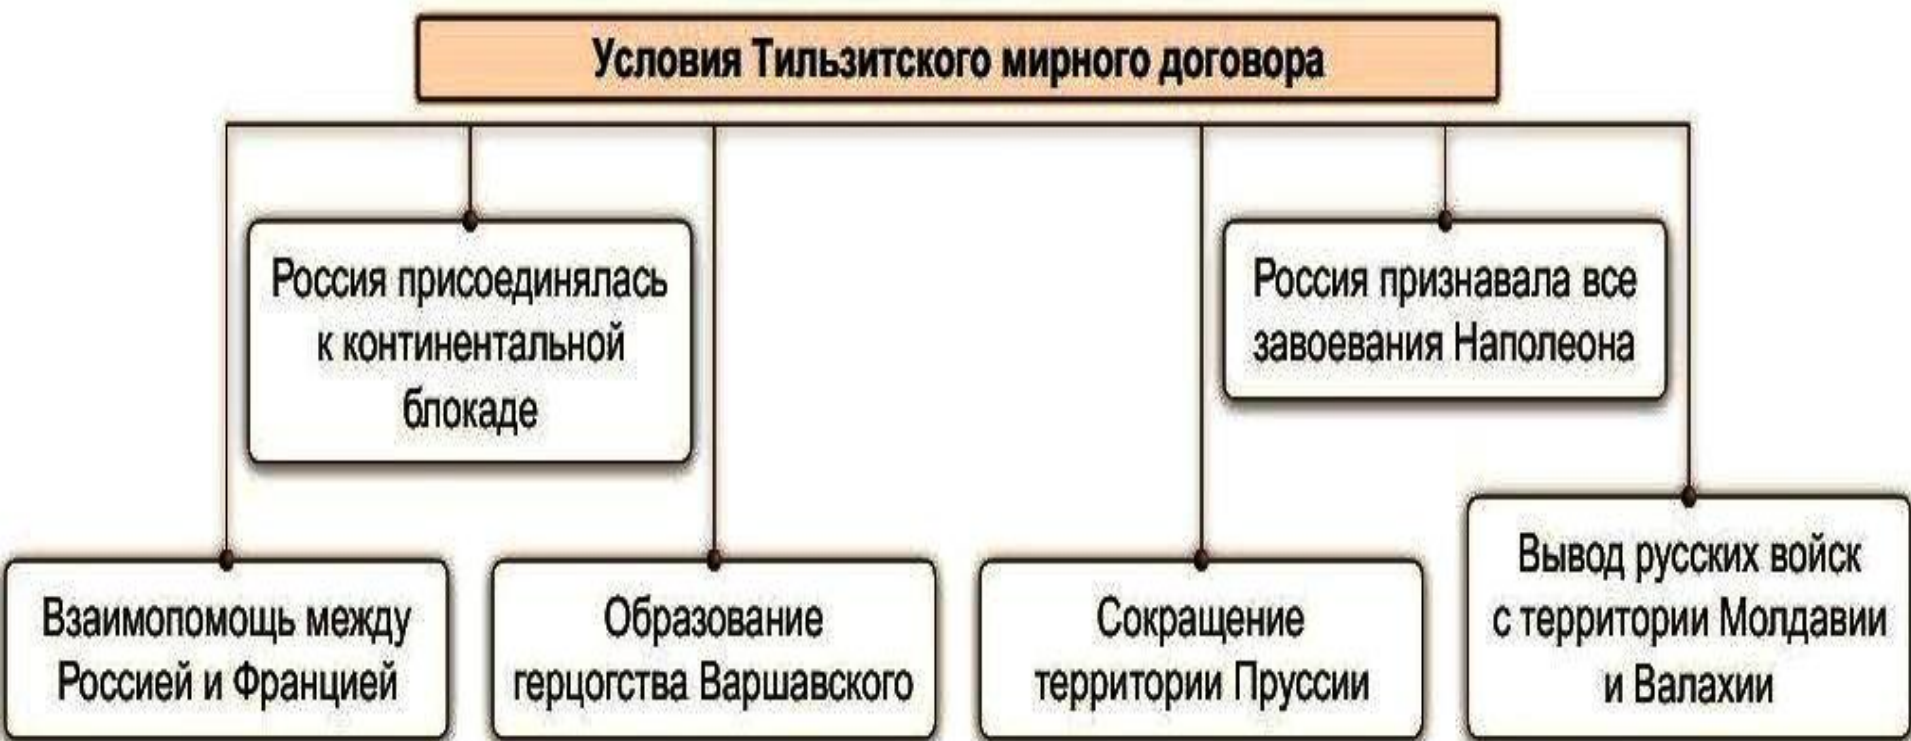 Условия Тильзитского мирного договора
Россия присоединялась
к континентальной
блокаде
Россия признавала все
завоевания Наполеона
Взаимопомощь между
Россией и Францией
Образование
герцогства Варшавского
Сокращение
территории Пруссии
Вывод русских войск
с территории Молдавии
и Валахии